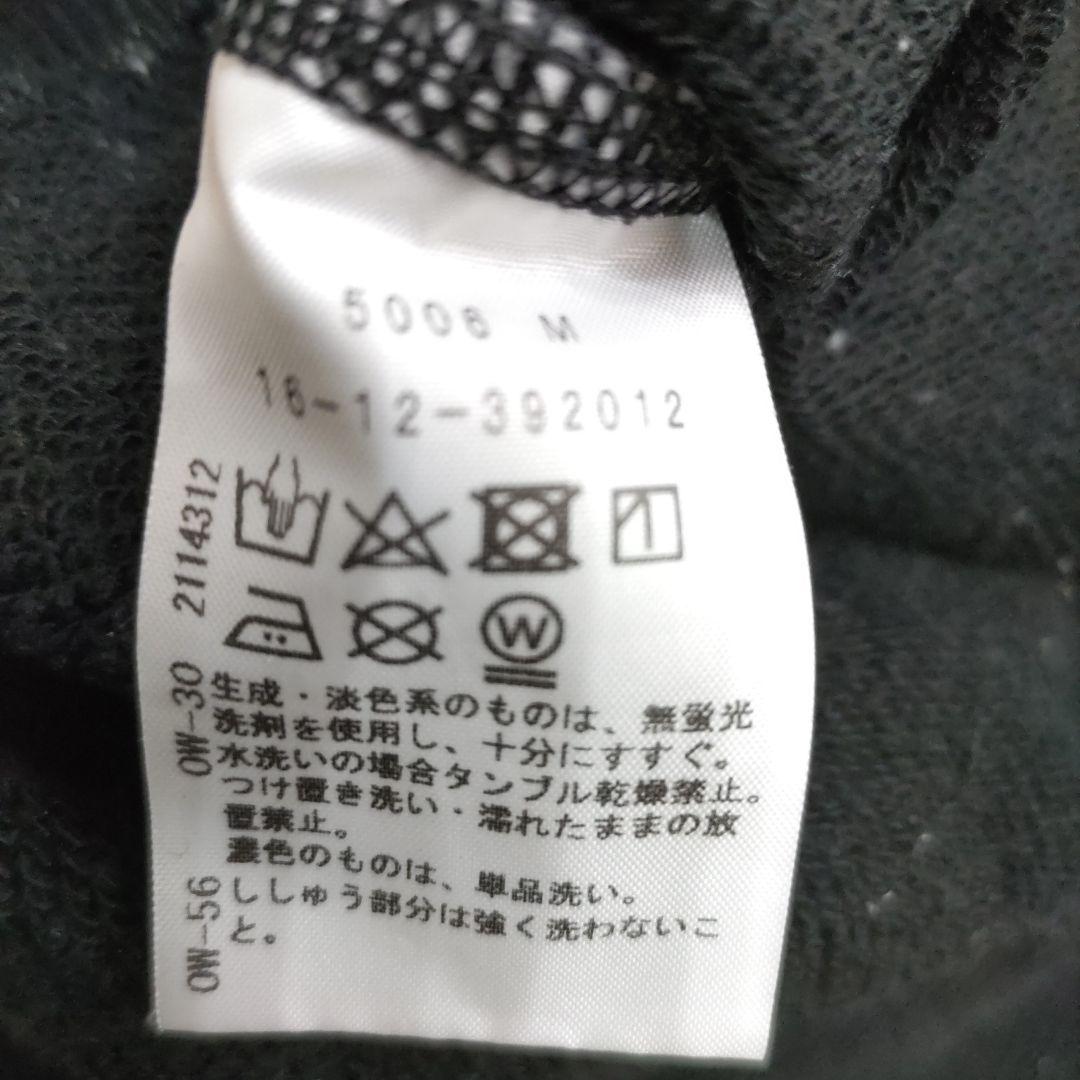 5006 M
16-12-392012
W
生成・淡色系のものは、無蛍光
洗剤を使用し、十分にすすぐ。
水洗いの場合タンブル乾燥禁止。
つけ置き洗い・濡れたままの放
置禁止。
濃色のものは、単品洗い。
ししゅう部分は強く洗わないこ
と。
OW-56 OW-30 2114312